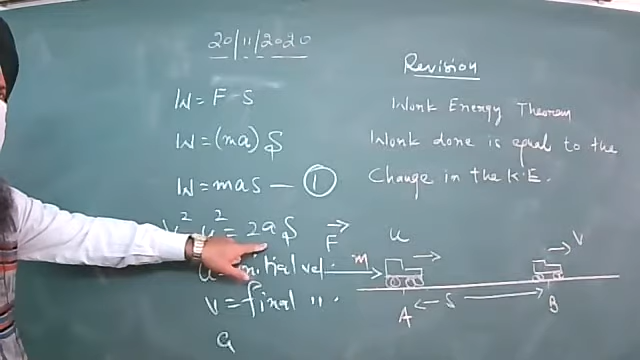 20/11/2020
W = F - S
W = (ma) S
W = mas — 1
V² u² = 2as
u = initial vel.
v = final " .
a
Revision
Work Energy Theorem
Work done is equal to the
Change in the K.E.
F
m
u
V
A
S
B